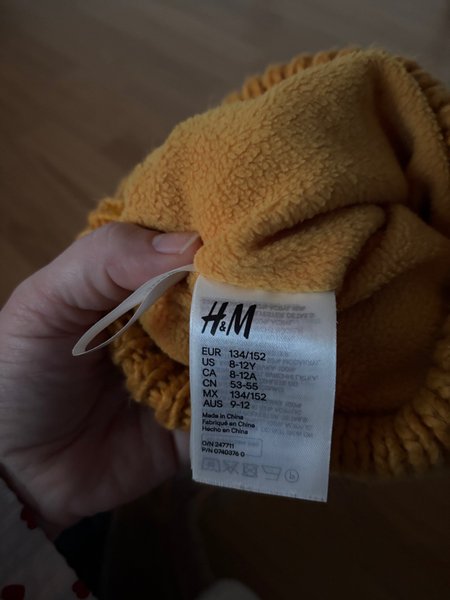 H&M
EUR 134/152
US 8-12Y
CA 8-12A
CN 53-55
MX 134/152
AUS 9-12
Made in China
Fabriqué en China
Hecho en China
O/N 247711
P/N 0740376 0